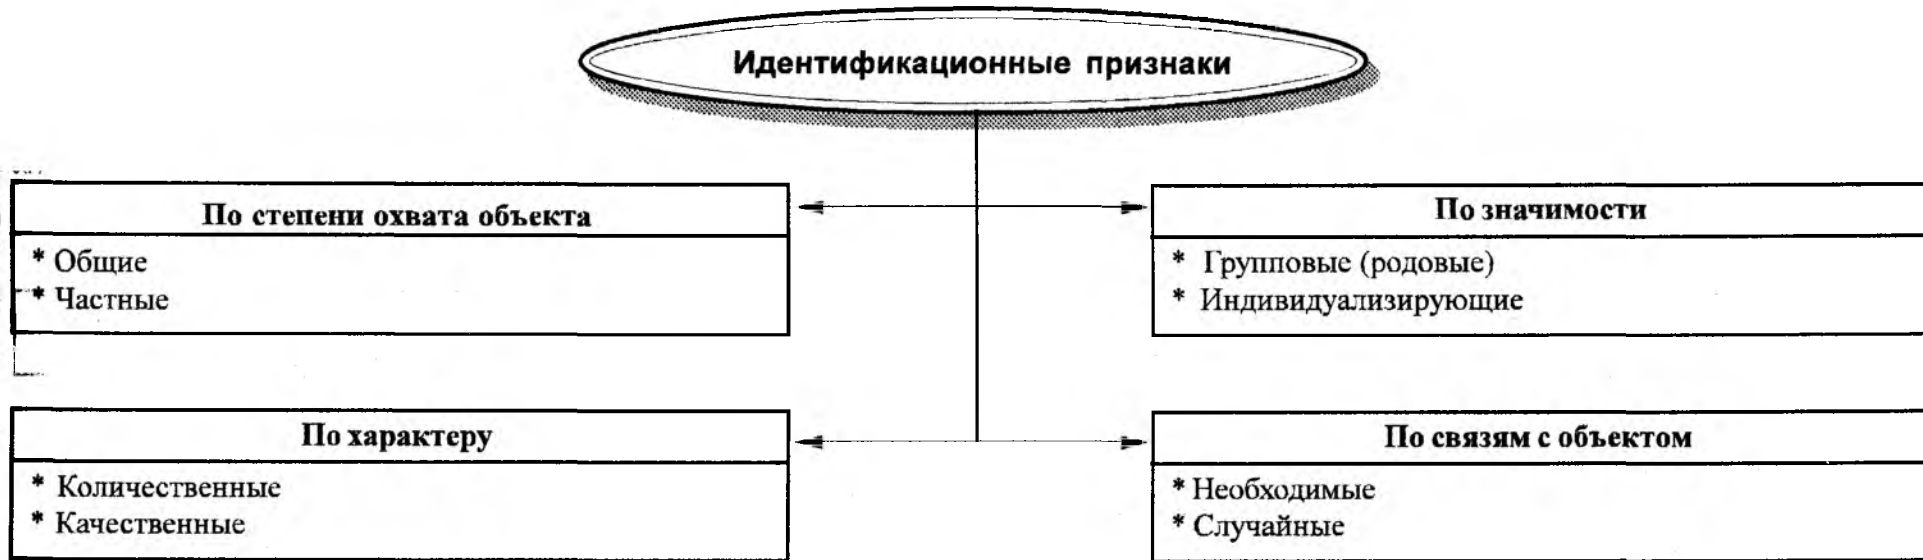 Идентификационные признаки
По степени охвата объекта
* Общие
* Частные
По значимости
* Групповые (родовые)
* Индивидуализирующие
По характеру
* Количественные
* Качественные
По связям с объектом
* Необходимые
* Случайные